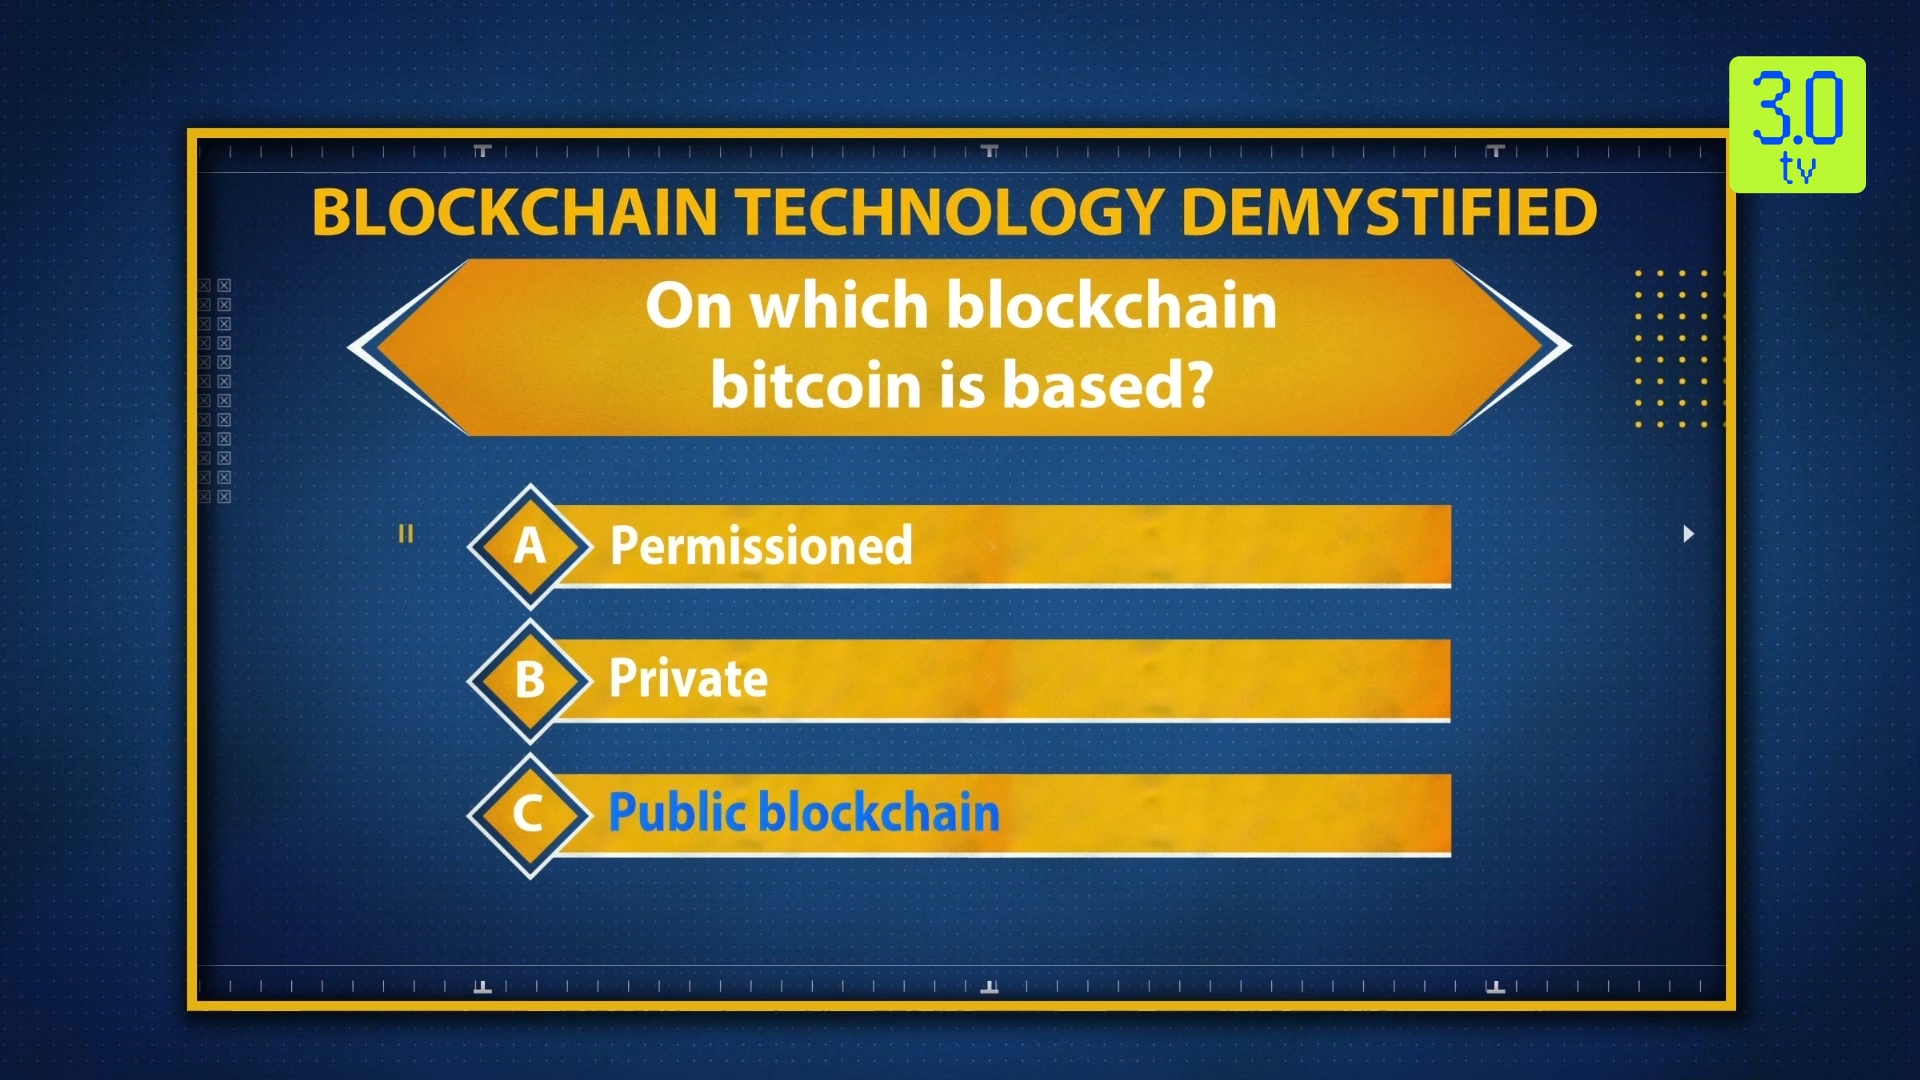 3.0
tv
BLOCKCHAIN TECHNOLOGY DEMYSTIFIED
On which blockchain
bitcoin is based?
A Permissioned
B Private
C Public blockchain